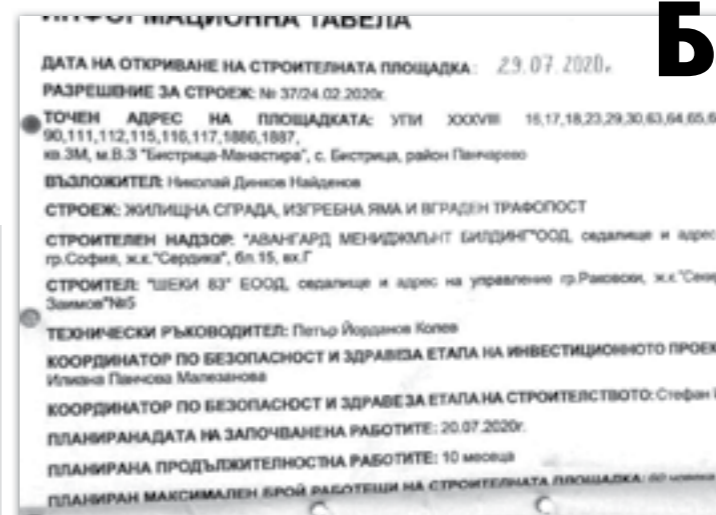 ИНФОРМАЦИОННА ТАБЕЛА
Б
ДАТА НА ОТКРИВАНЕ НА СТРОИТЕЛНАТА ПЛОЩАДКА: 29.07.2020г.
РАЗРЕШЕНИЕ ЗА СТРОЕЖ: № 37/24.02.2020г.
ТОЧЕН АДРЕС НА ПЛОЩАДКАТА: УПИ XXXVIII 16,17,18,23,29,30,63,64,65,6
90,111,112,115,116,117,1886,1887,
кв.3М, м.В.З "Бистрица-Манастира", с. Бистрица, район Панчарево
ВЪЗЛОЖИТЕЛ: Николай Динков Найденов
СТРОЕЖ: ЖИЛИЩНА СГРАДА, ИЗГРЕБНА ЯМА И ВГРАДЕН ТРАФОПОСТ
СТРОИТЕЛЕН НАДЗОР: "АВАНГАРД МЕНИДЖМЪНТ БИЛДИНГ"ООД, седалище и адрес
гр.София, ж.к."Сердика", бл.15, вх.Г
СТРОИТЕЛ: "ШЕКИ 83" ЕООД, седалище и адрес на управление гр.Раковски, ж.к.
Заимов"№5
ТЕХНИЧЕСКИ РЪКОВОДИТЕЛ: Петър Йорданов Колев
КООРДИНАТОР ПО БЕЗОПАСНОСТ И ЗДРАВЕ ЗА ЕТАПА НА ИНВЕСТИЦИОННОТО ПРОЕК
Илиана Панчова Малезанова
КООРДИНАТОР ПО БЕЗОПАСНОСТ И ЗДРАВЕ ЗА ЕТАПА НА СТРОИТЕЛСТВОТО: Стефан
ПЛАНИРАНА ДАТА НА ЗАПОЧВАНЕ НА РАБОТИТЕ: 20.07.2020г.
ПЛАНИРАНА ПРОДЪЛЖИТЕЛНОСТ НА РАБОТИТЕ: 10 месеца
ПЛАНИРАН МАКСИМАЛЕН БРОЙ РАБОТЕЩИ НА СТРОИТЕЛНАТА ПЛОЩАДКА: